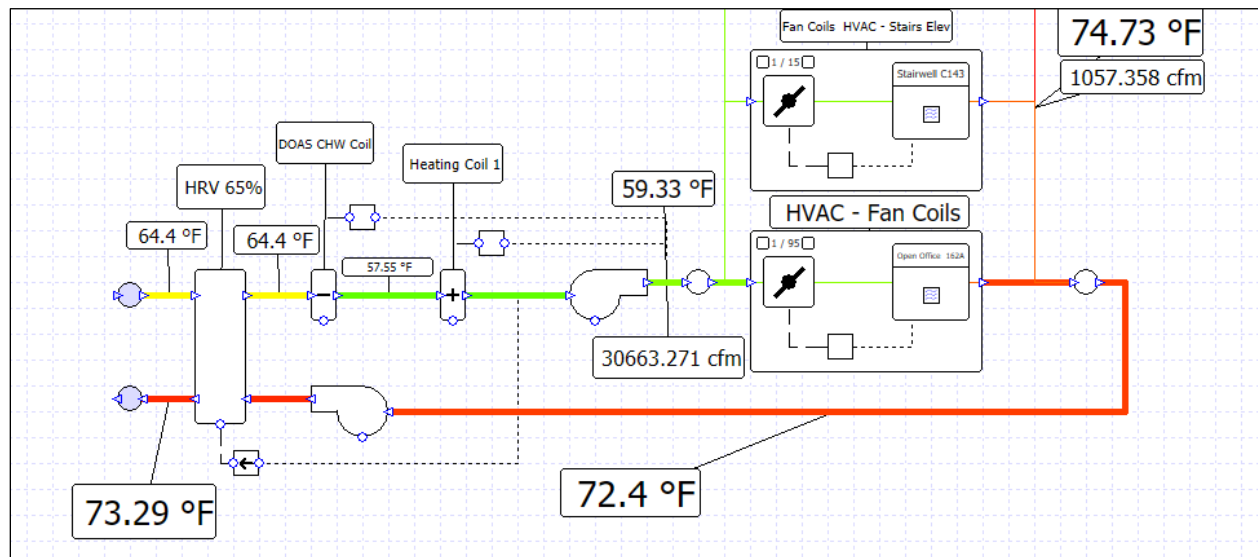 Fan Coils  HVAC - Stairs Elev
74.73 °F
1 / 15
Stairwell C143
1057.358 cfm
DOAS CHW Coil
Heating Coil 1
HRV 65%
59.33 °F
HVAC - Fan Coils
64.4 °F
64.4 °F
1 / 95
Open Office  162A
57.55 °F
30663.271 cfm
73.29 °F
72.4 °F